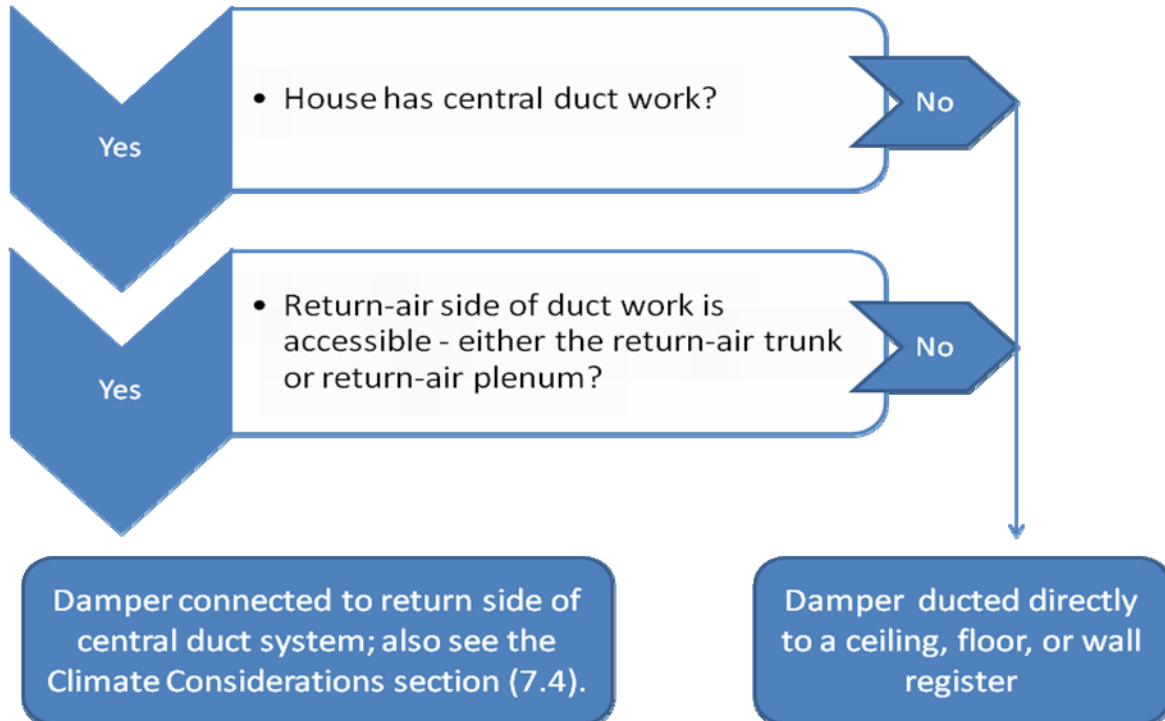 • House has central duct work?
No
Yes
• Return-air side of duct work is
accessible - either the return-air trunk
or return-air plenum?
No
Yes
Damper connected to return side of
central duct system; also see the
Climate Considerations section (7.4).
Damper ducted directly
to a ceiling, floor, or wall
register